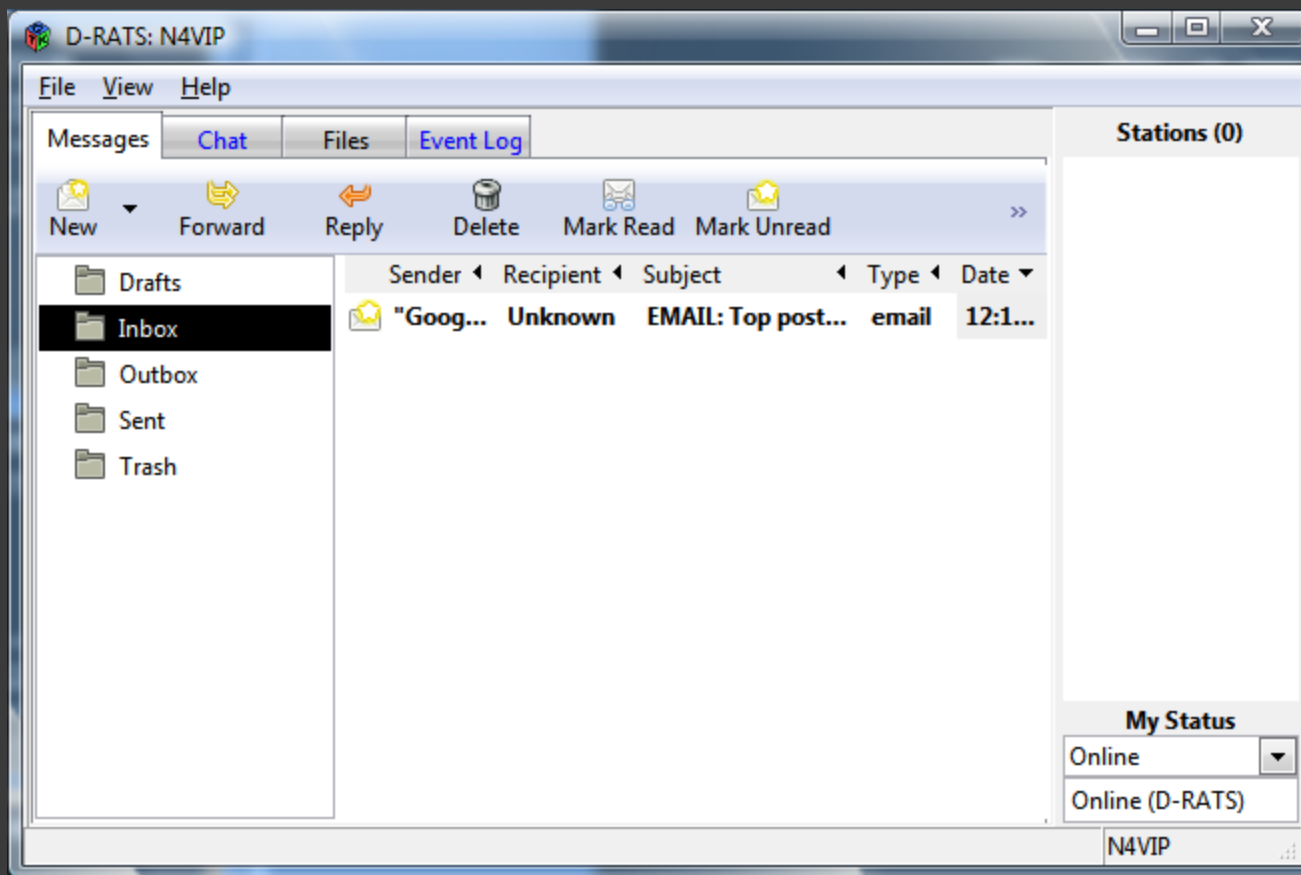 D-RATS: N4VIP
File View Help
Messages Chat Files Event Log
Stations (0)
New Forward Reply Delete Mark Read Mark Unread »
Sender Recipient Subject Type Date
"Goog... Unknown EMAIL: Top post... email 12:1...
Drafts
Inbox
Outbox
Sent
Trash
My Status
Online
Online (D-RATS)
N4VIP